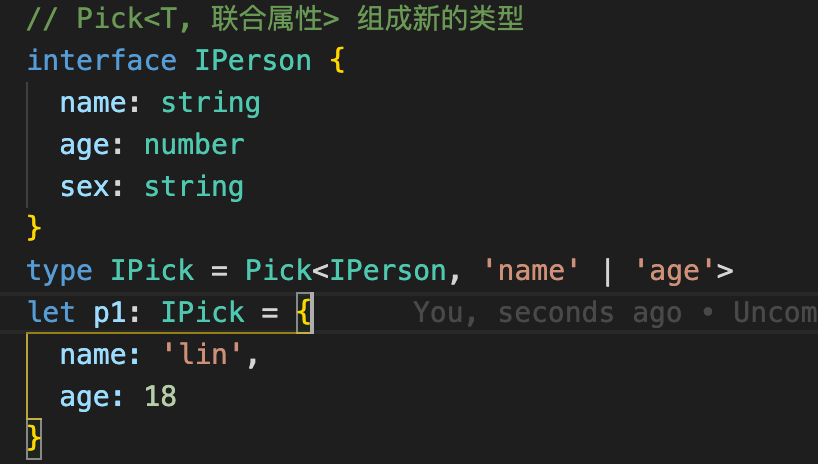 // Pick<T, 联合属性> 组成新的类型
interface IPerson {
  name: string
  age: number
  sex: string
}
type IPick = Pick<IPerson, 'name' | 'age'>
let p1: IPick = {    You, seconds ago • Uncom
  name: 'lin',
  age: 18
}